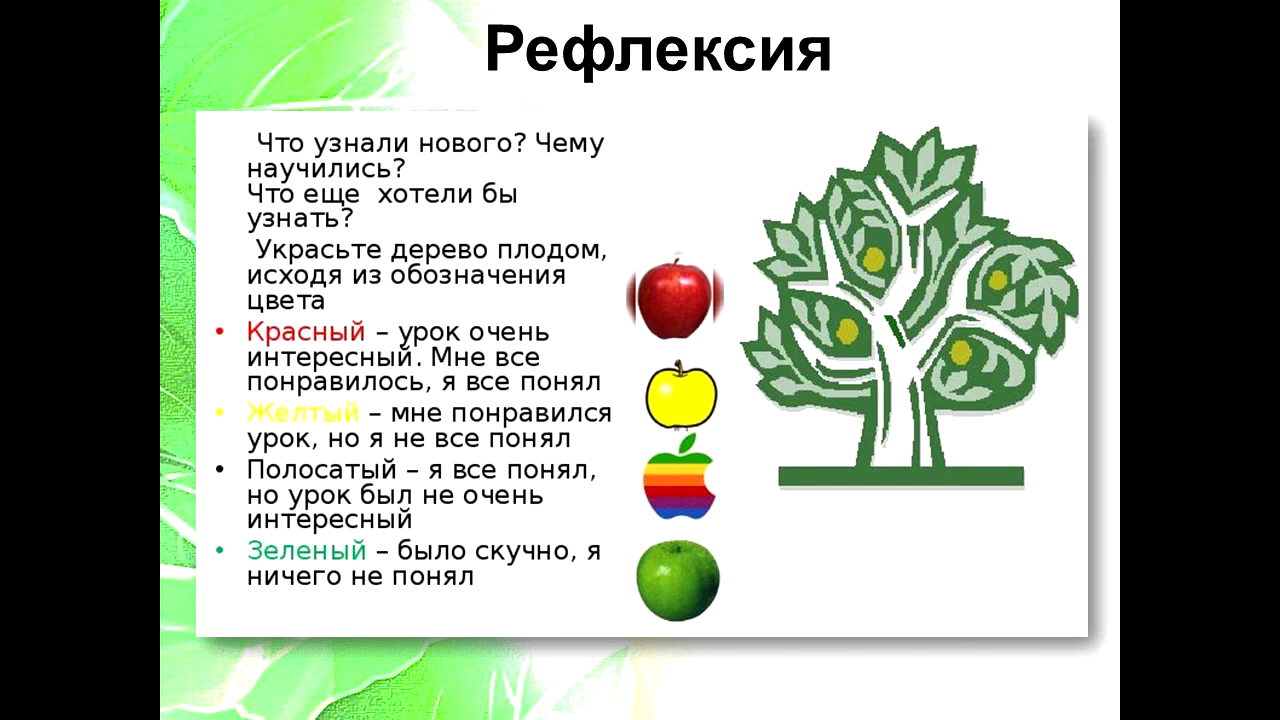 Рефлексия
Что узнали нового? Чему
научились?
Что еще хотели бы
узнать?
Украсьте дерево плодом,
исходя из обозначения
цвета
• Красный – урок очень
интересный. Мне все
понравилось, я все понял
• Желтый – мне понравился
урок, но я не все понял
• Полосатый – я все понял,
но урок был не очень
интересный
• Зеленый – было скучно, я
ничего не понял